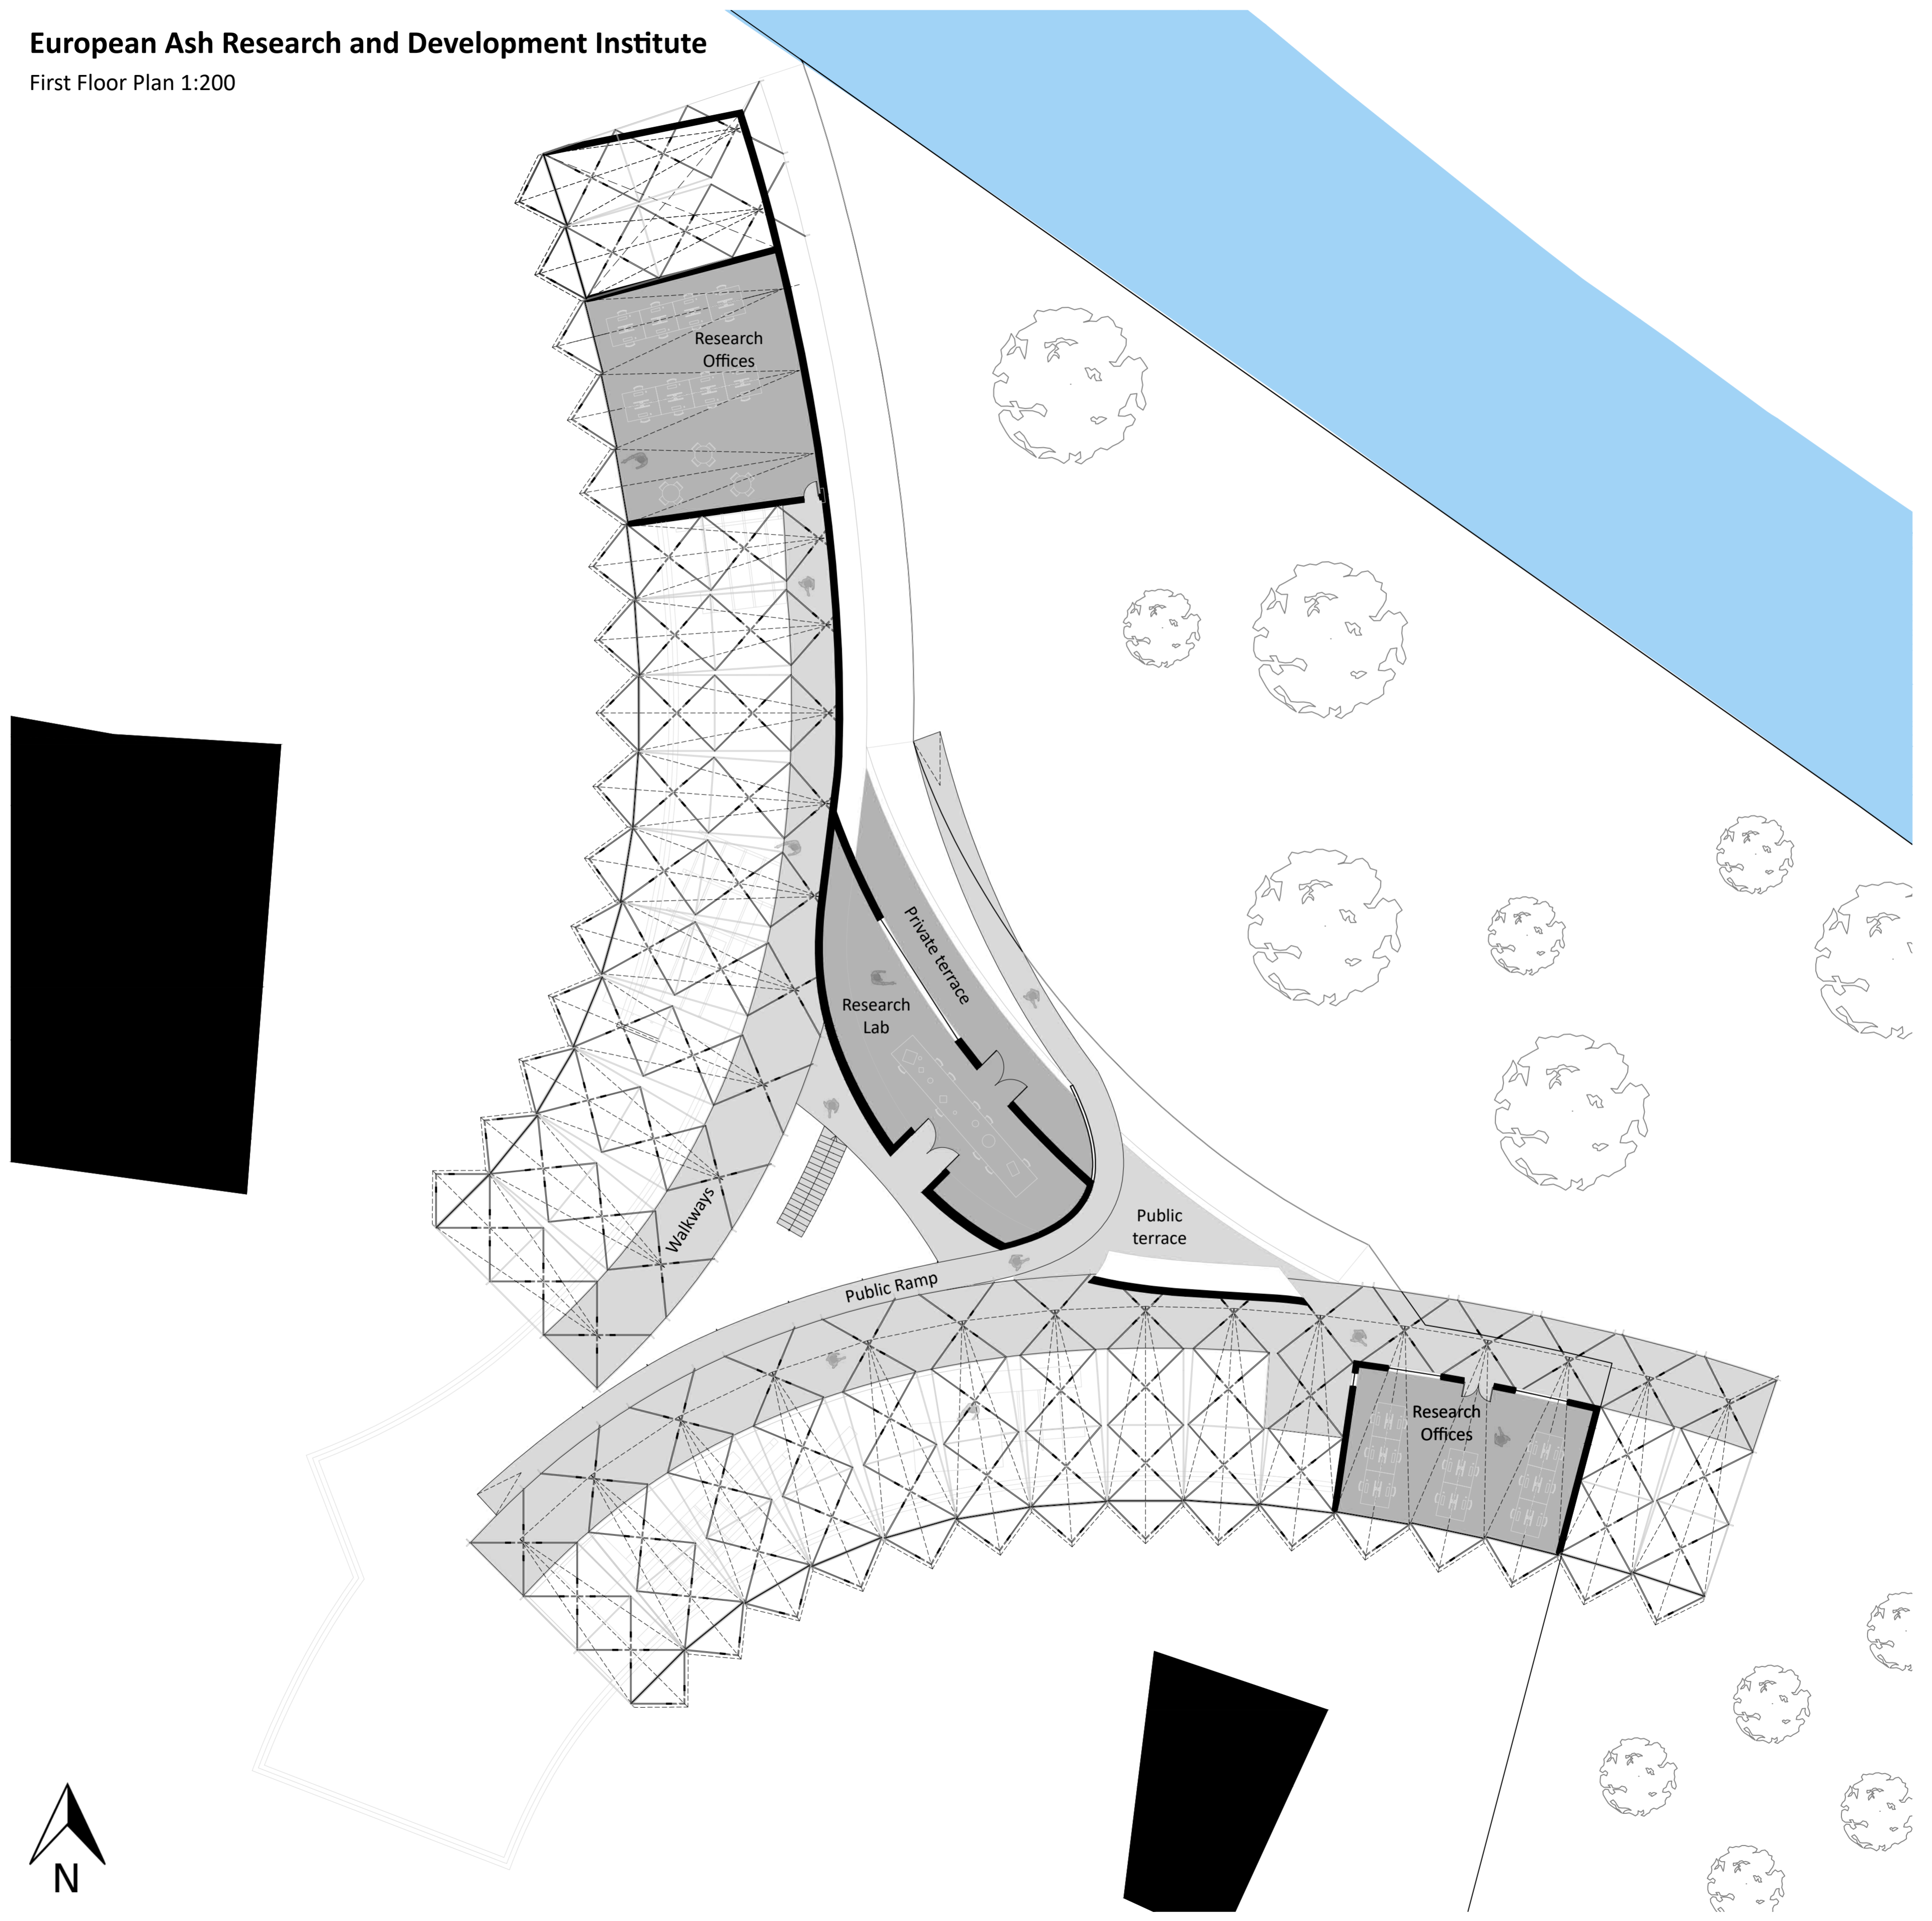 European Ash Research and Development Institute
First Floor Plan 1:200
Research
Offices
Private terrace
Research
Lab
Walkways
Public
terrace
Public Ramp
Research
Offices
N